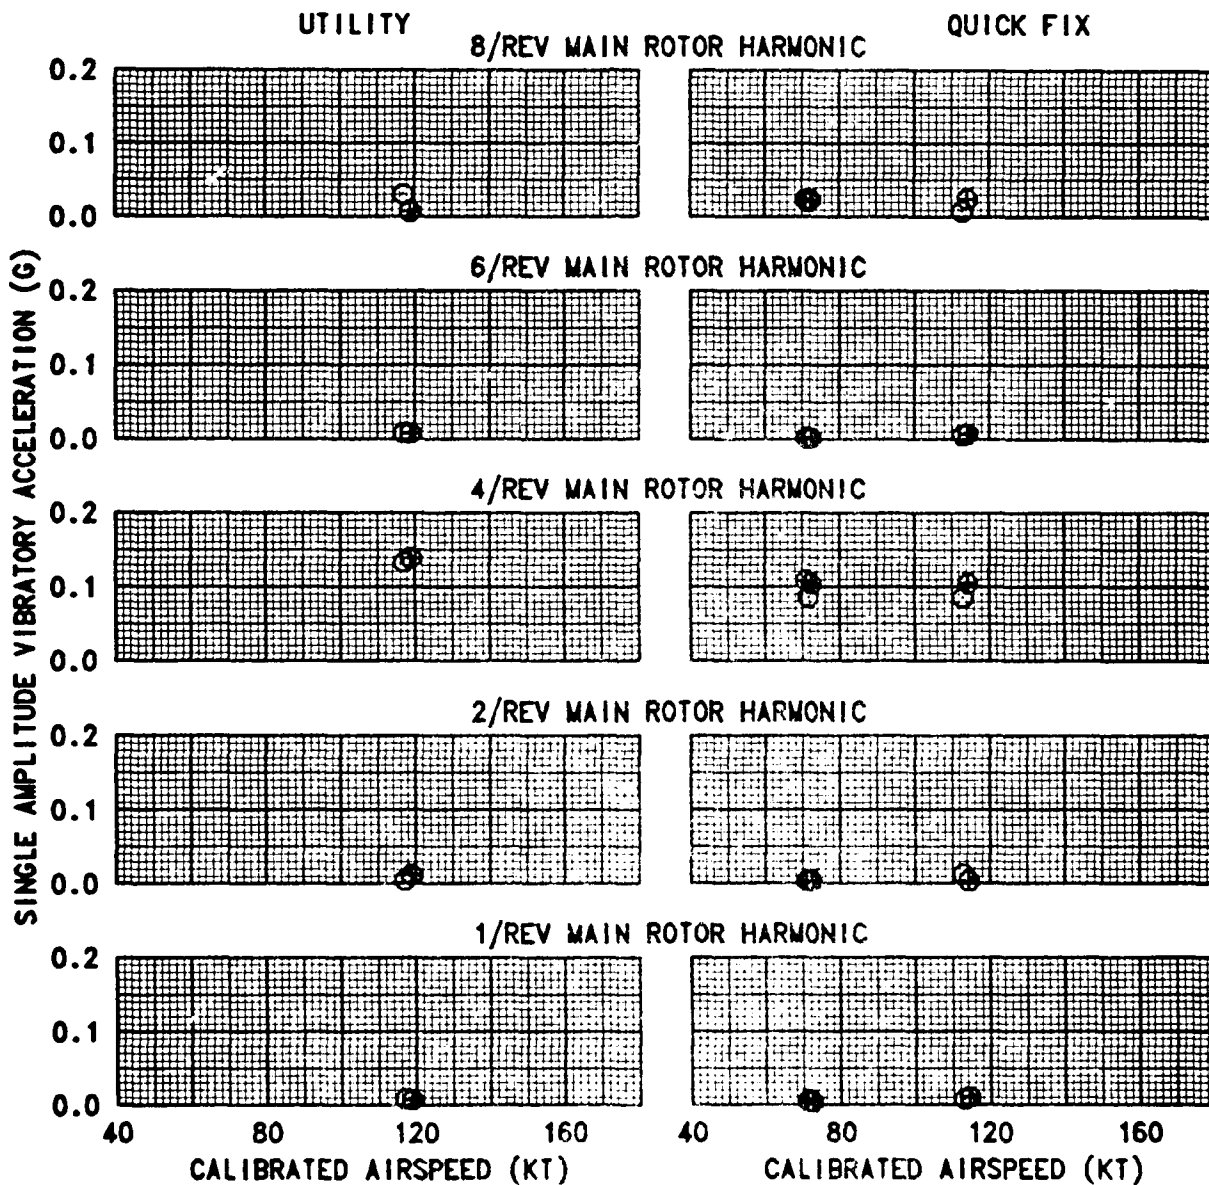 UTILITY QUICK FIX
8/REV MAIN ROTOR HARMONIC
0.2
0.1
0.0
6/REV MAIN ROTOR HARMONIC
0.2
0.1
0.0
4/REV MAIN ROTOR HARMONIC
0.2
0.1
0.0
2/REV MAIN ROTOR HARMONIC
0.2
0.1
0.0
1/REV MAIN ROTOR HARMONIC
0.2
0.1
0.0
SINGLE AMPLITUDE VIBRATORY ACCELERATION (G)
40 80 120 160 40 80 120 160
CALIBRATED AIRSPEED (KT) CALIBRATED AIRSPEED (KT)